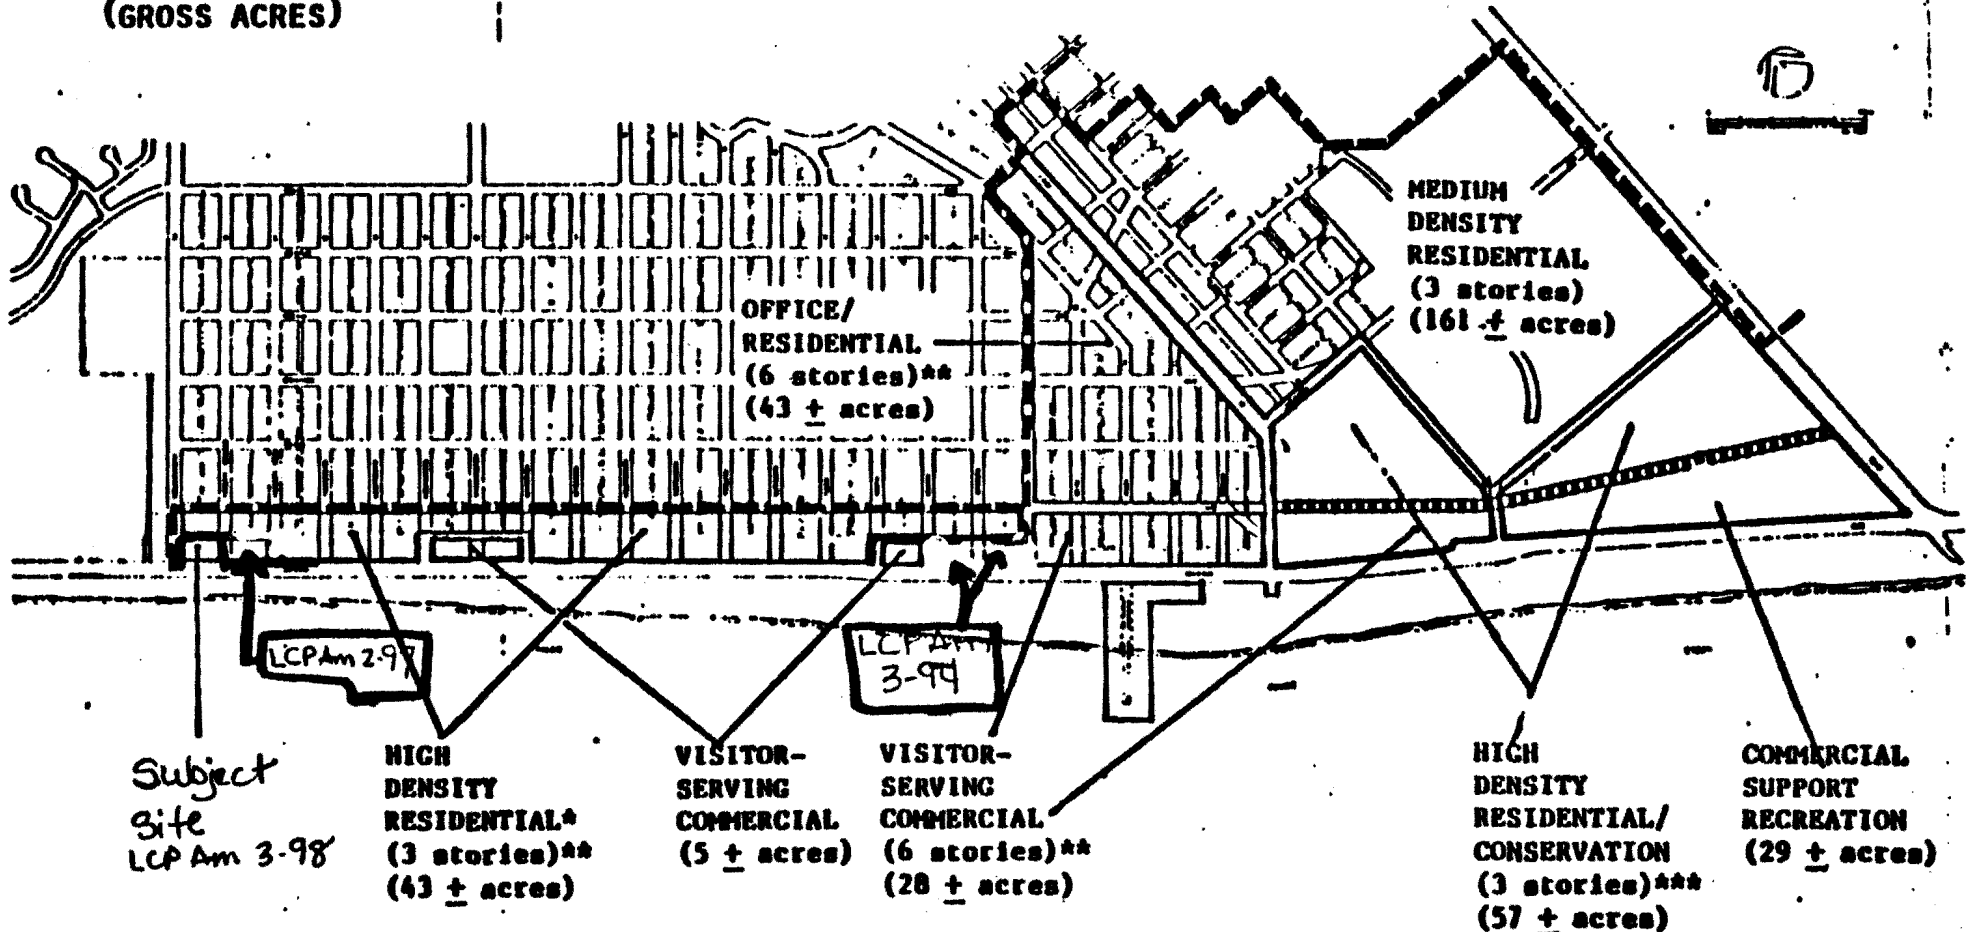 (GROSS ACRES)
MEDIUM
DENSITY
RESIDENTIAL
(3 stories)
(161 ± acres)
OFFICE/
RESIDENTIAL
(6 stories)**
(43 ± acres)
LCP Am 2-97
LCP Am
3-94
Subject
Site
LCP Am 3-98
HIGH
DENSITY
RESIDENTIAL*
(3 stories)**
(43 ± acres)
VISITOR-
SERVING
COMMERCIAL
(5 ± acres)
VISITOR-
SERVING
COMMERCIAL
(6 stories)**
(28 ± acres)
HIGH
DENSITY
RESIDENTIAL/
CONSERVATION
(3 stories)***
(57 ± acres)
COMMERCIAL
SUPPORT
RECREATION
(29 ± acres)